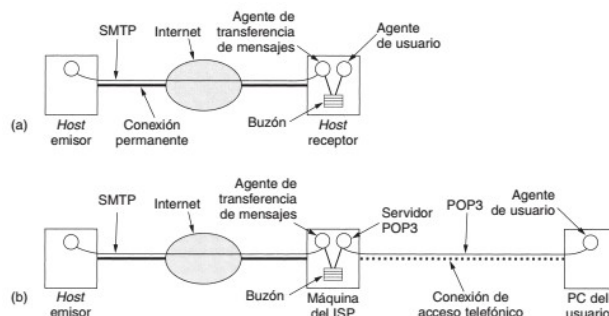 SMTP
Internet
Agente de
transferencia
de mensajes
Agente
de usuario
(a)
Host
emisor
Conexión
permanente
Buzón
Host
receptor
SMTP
Internet
Agente de
transferencia
de mensajes
Servidor
POP3
POP3
Agente
de usuario
(b)
Host
emisor
Buzón
Máquina
del ISP
Conexión de
acceso telefónico
PC del
usuario